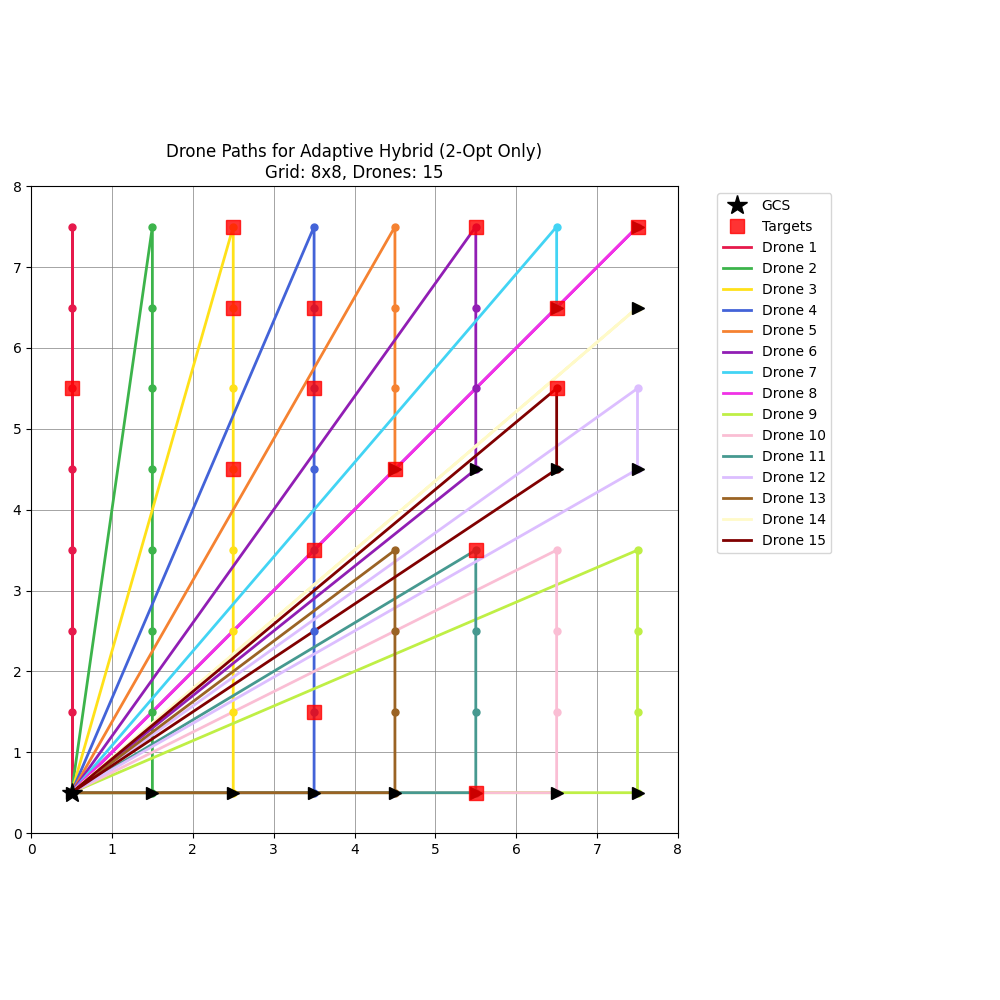 Drone Paths for Adaptive Hybrid (2-Opt Only)
Grid: 8x8, Drones: 15
8
7
6
5
4
3
2
1
0
0 1 2 3 4 5 6 7 8
GCS
Targets
Drone 1
Drone 2
Drone 3
Drone 4
Drone 5
Drone 6
Drone 7
Drone 8
Drone 9
Drone 10
Drone 11
Drone 12
Drone 13
Drone 14
Drone 15